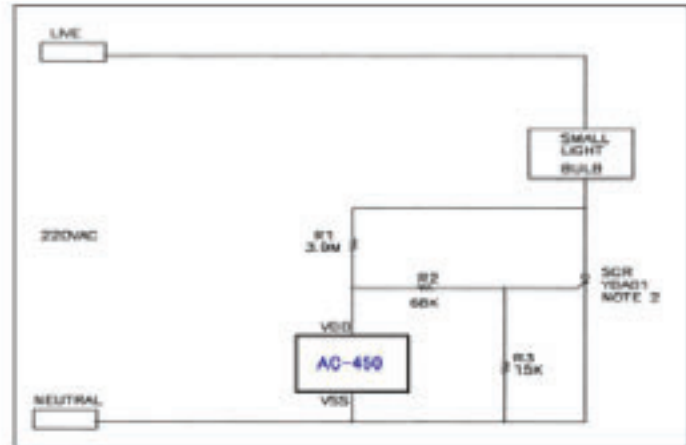 LIVE
SMALL
LIGHT
BULB
220VAC
R1
3.9M
R2
68K
SCR
NOTE 2
VDD
AC-450
R3
15K
VSS
NEUTRAL